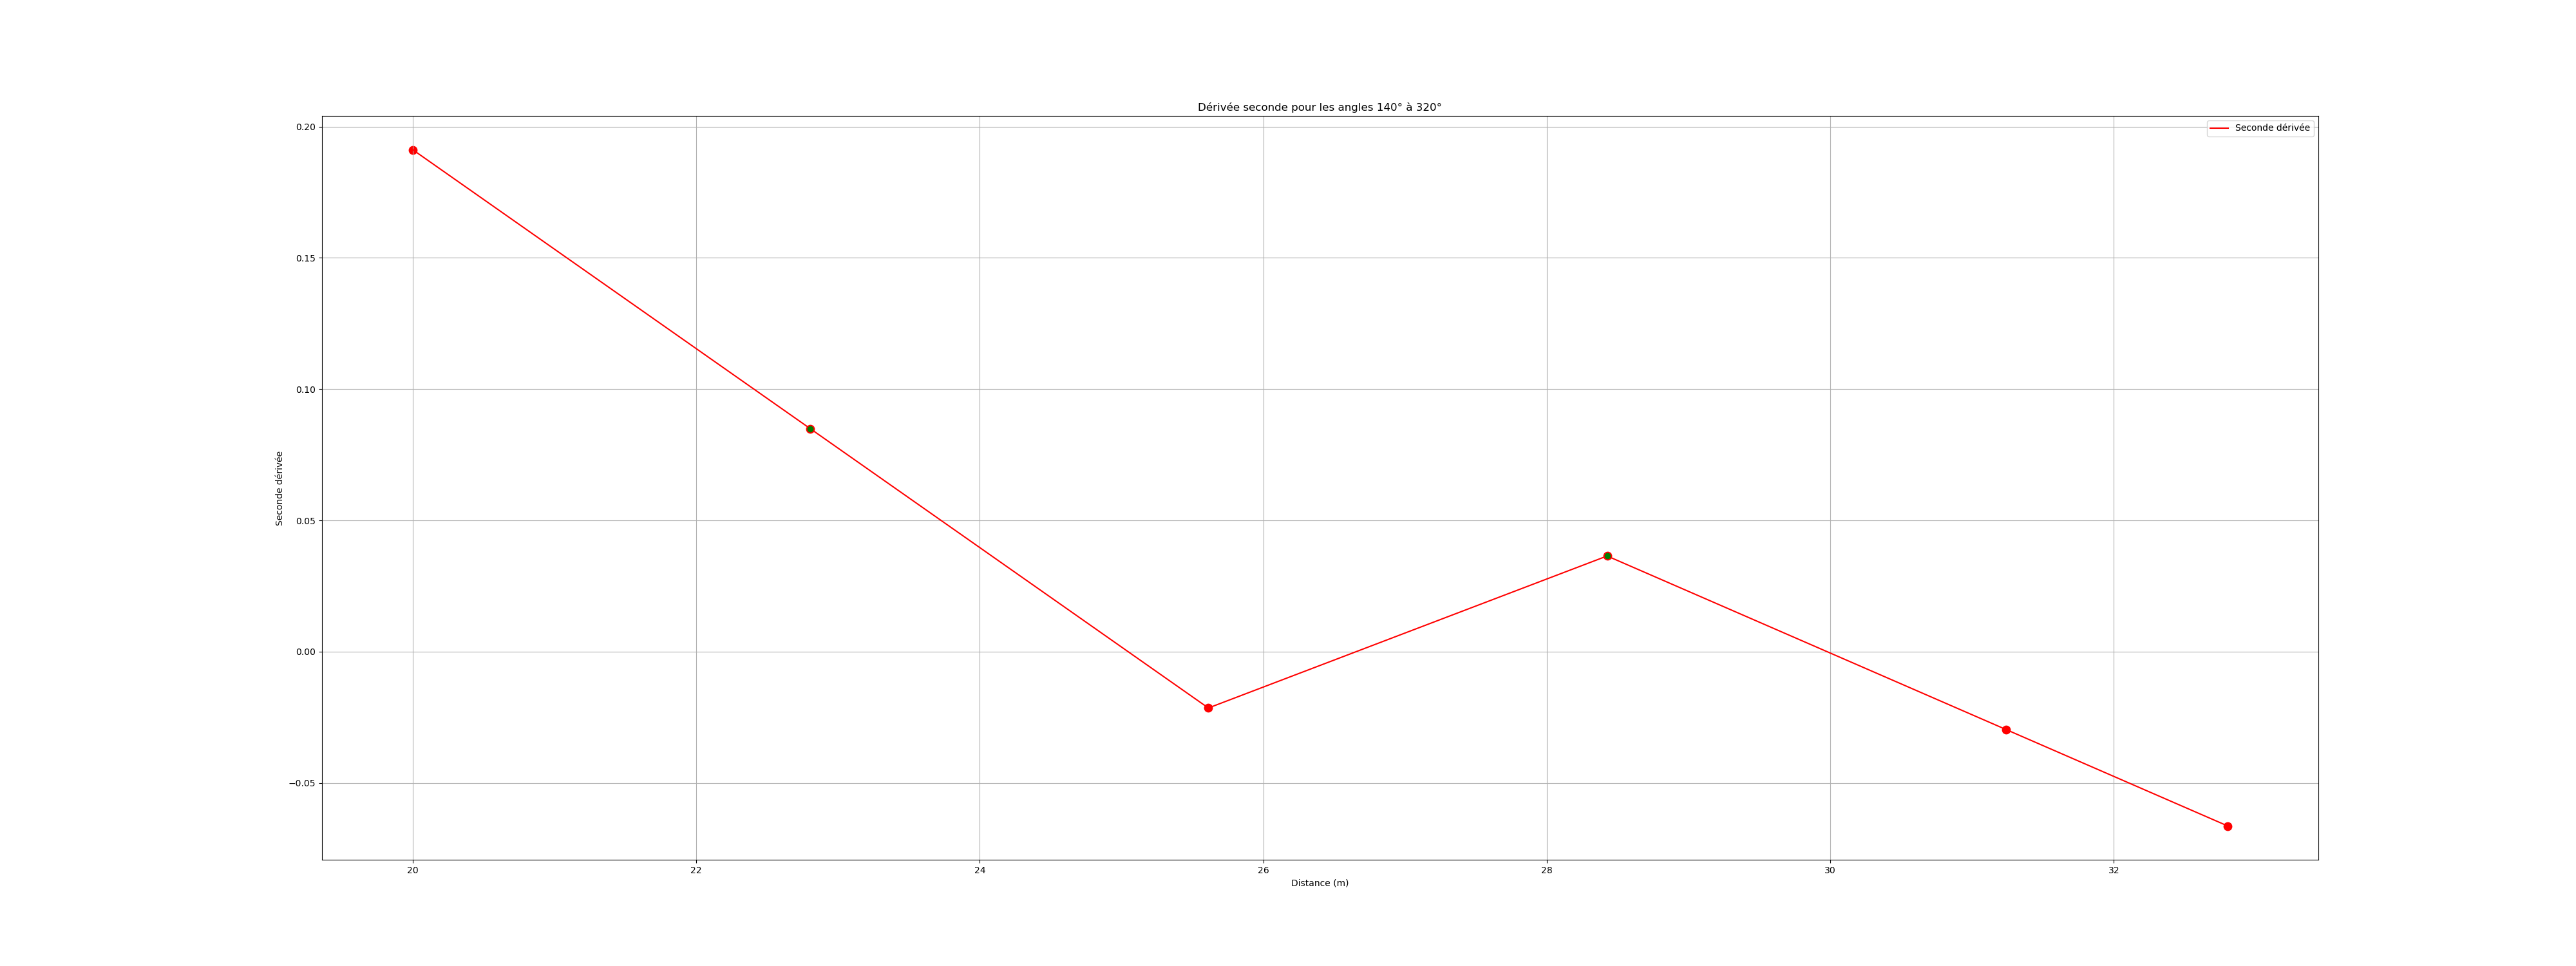 Dérivée seconde pour les angles 140° à 320°
Seconde dérivée
0.20
0.15
0.10
0.05
0.00
−0.05
Seconde dérivée
20 22 24 26 28 30 32
Distance (m)